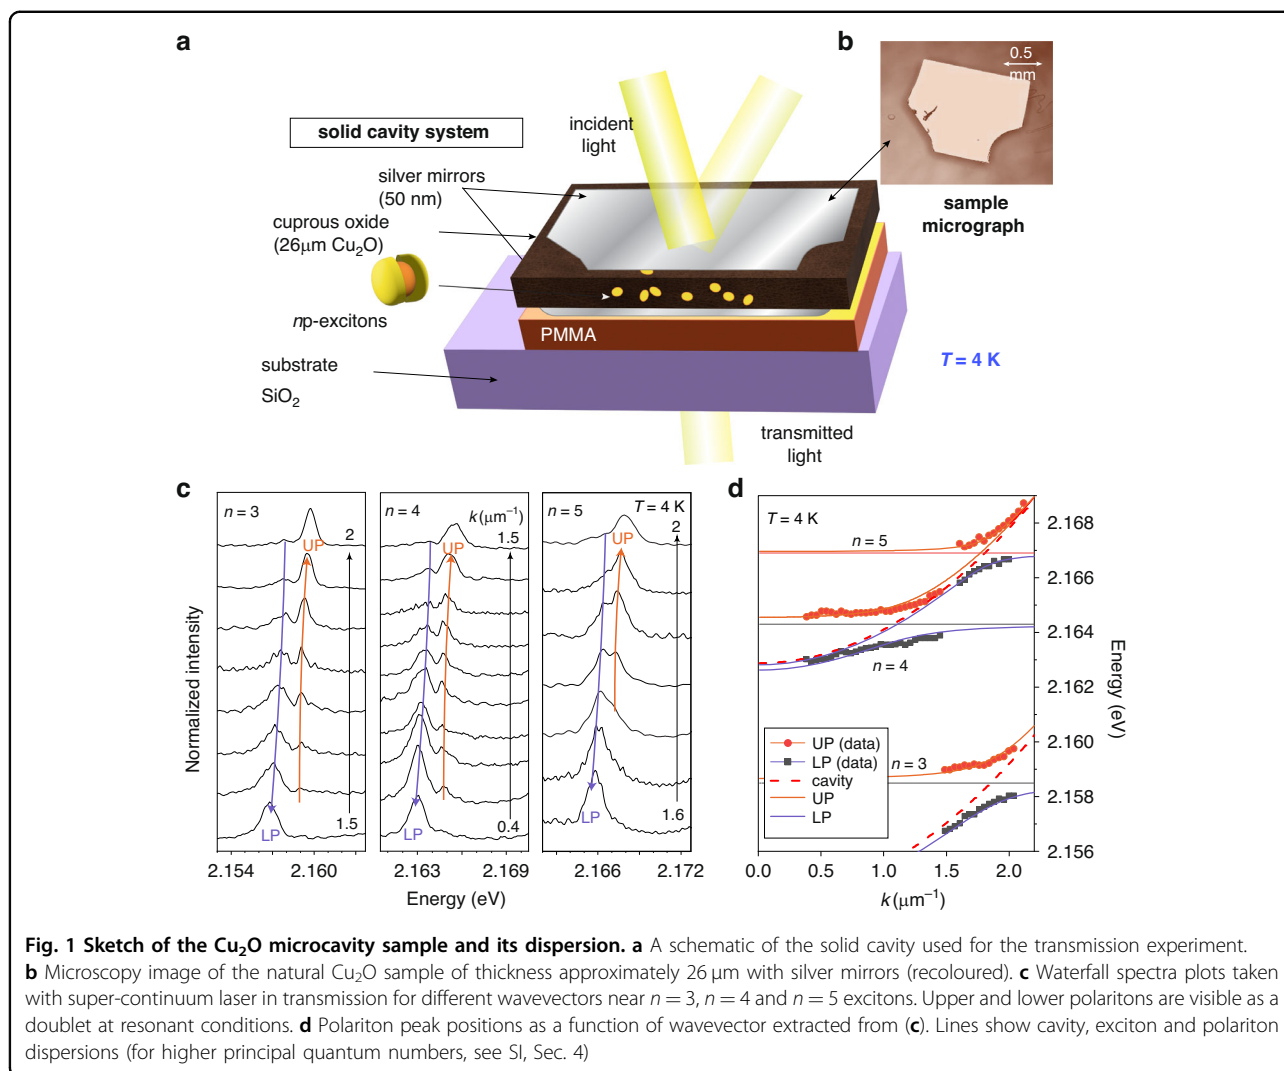 a
b
0.5
mm
solid cavity system
incident
light
silver mirrors
(50 nm)
cuprous oxide
(26μm Cu₂O)
sample
micrograph
np-excitons
PMMA
substrate
SiO₂
T = 4 K
transmitted
light
c
n = 3
2
UP
1.5
LP
2.154
2.160
n = 4
k (μm⁻¹)
1.5
UP
0.4
LP
2.163
2.169
n = 5
T = 4 K
2
UP
1.6
LP
2.166
2.172
Normalized intensity
Energy (eV)
d
T = 4 K
n = 5
n = 4
n = 3
UP (data)
LP (data)
cavity
UP
LP
2.168
2.166
2.164
2.162
2.160
2.158
2.156
Energy (eV)
0.0
0.5
1.0
1.5
2.0
k (μm⁻¹)
Fig. 1 Sketch of the Cu₂O microcavity sample and its dispersion. a A schematic of the solid cavity used for the transmission experiment.
b Microscopy image of the natural Cu₂O sample of thickness approximately 26 μm with silver mirrors (recoloured). c Waterfall spectra plots taken
with super-continuum laser in transmission for different wavevectors near n = 3, n = 4 and n = 5 excitons. Upper and lower polaritons are visible as a
doublet at resonant conditions. d Polariton peak positions as a function of wavevector extracted from (c). Lines show cavity, exciton and polariton
dispersions (for higher principal quantum numbers, see SI, Sec. 4)